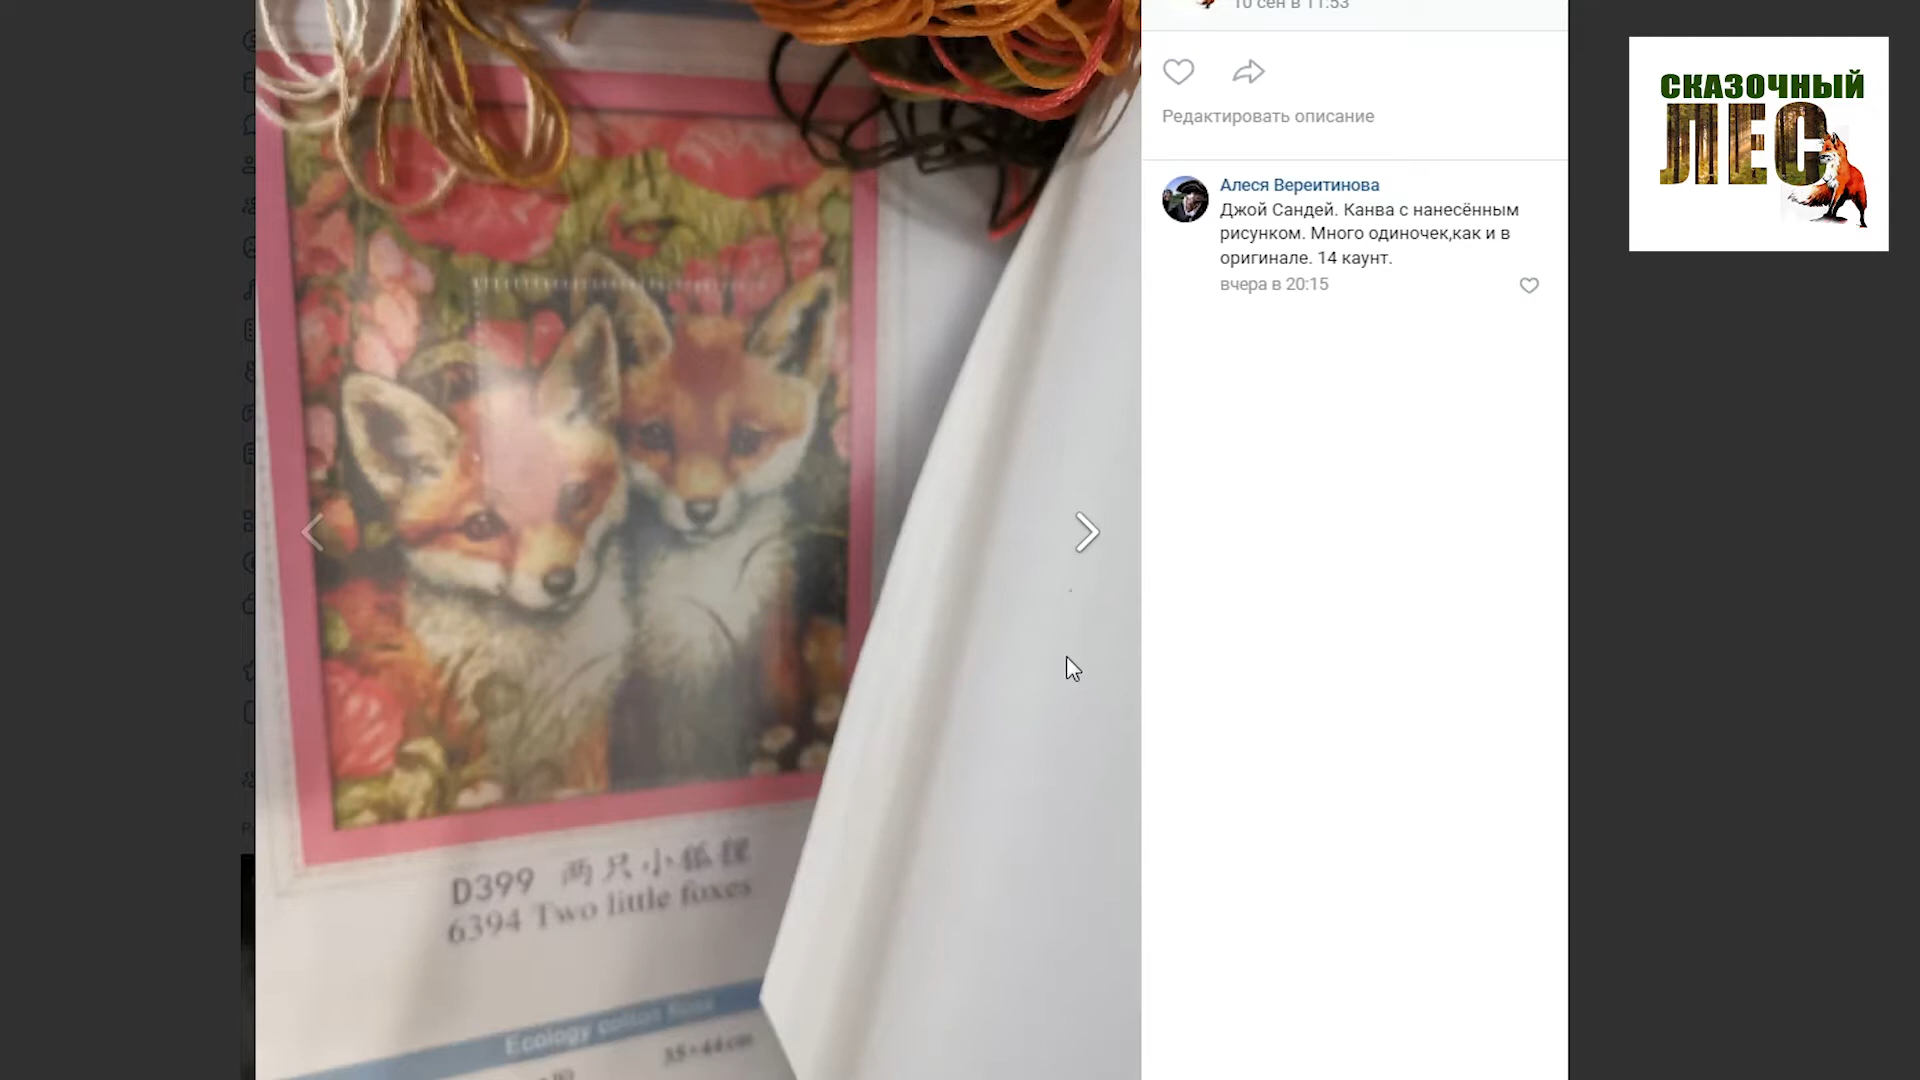 10 сен в 11:53
СКАЗОЧНЫЙ
ЛЕС
Редактировать описание
Алеся Вереитинова
Джой Сандей. Канва с нанесённым
рисунком. Много одиночек,как и в
оригинале. 14 каунт.
вчера в 20:15
D399 两只小狐狸
6394 Two little foxes
Ecology cotton floss
35×44cm